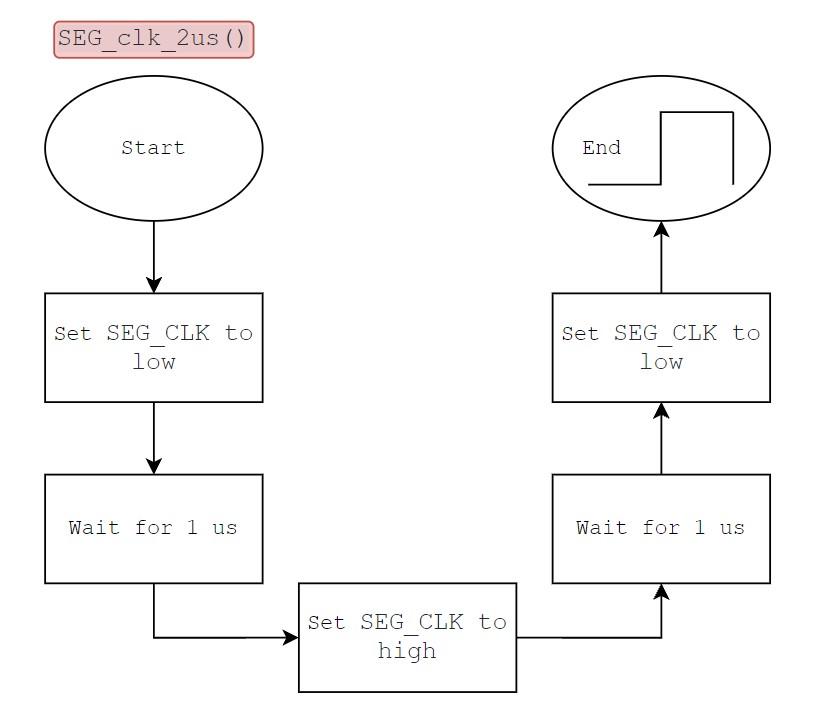 SEG_clk_2us()
Start
Set SEG_CLK to
low
Wait for 1 us
Set SEG_CLK to
high
Wait for 1 us
Set SEG_CLK to
low
End